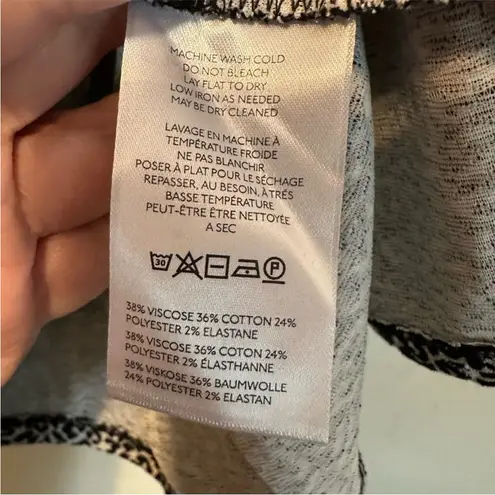 MACHINE WASH COLD
DO NOT BLEACH
LAY FLAT TO DRY
LOW IRON AS NEEDED
MAY BE DRY CLEANED
LAVAGE EN MACHINE À
TEMPÉRATURE FROIDE
NE PAS BLANCHIR
POSER À PLAT POUR LE SÉCHAGE
REPASSER, AU BESOIN, À TRÈS
BASSE TEMPÉRATURE
PEUT-ÊTRE ÊTRE NETTOYÉE
A SEC
30 P
38% VISCOSE 36% COTTON 24%
POLYESTER 2% ELASTANE
38% VISCOSE 36% COTON 24%
POLYESTER 2% ÉLASTHANNE
38% VISKOSE 36% BAUMWOLLE
24% POLYESTER 2% ELASTAN